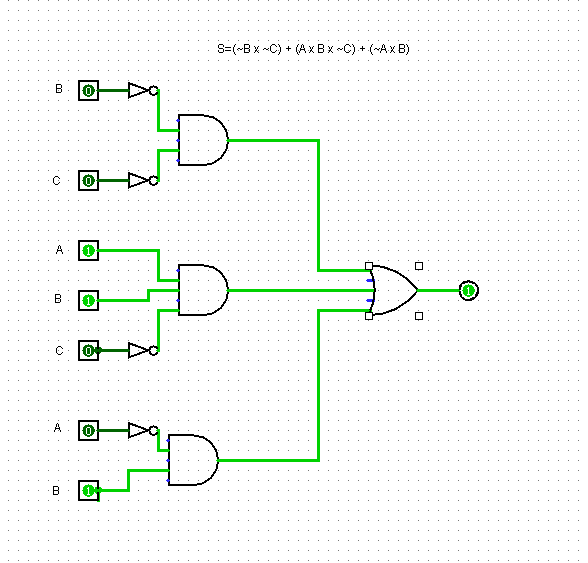 S=(~B x ~C) + (A x B x ~C) + (~A x B)
B 0
C 0
A 1
B 1
1
C 0
A 0
B 1